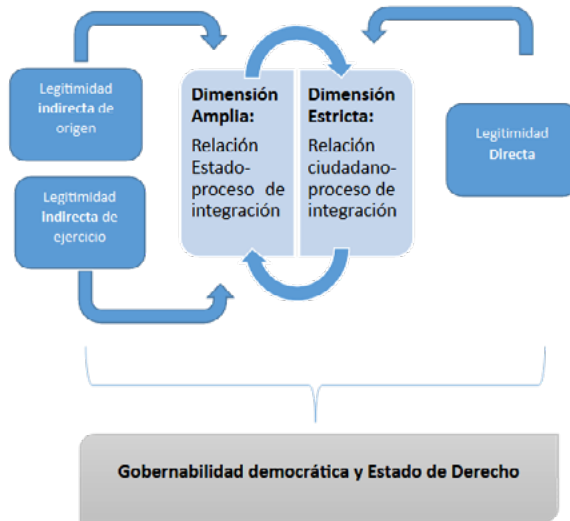 Legitimidad
indirecta de
origen
Legitimidad
Indirecta de
ejercicio
Dimensión
Amplia:
Relación
Estado-
proceso de
integración
Dimensión
Estricta:
Relación
ciudadano-
proceso de
integración
Legitimidad
Directa
Gobernabilidad democrática y Estado de Derecho